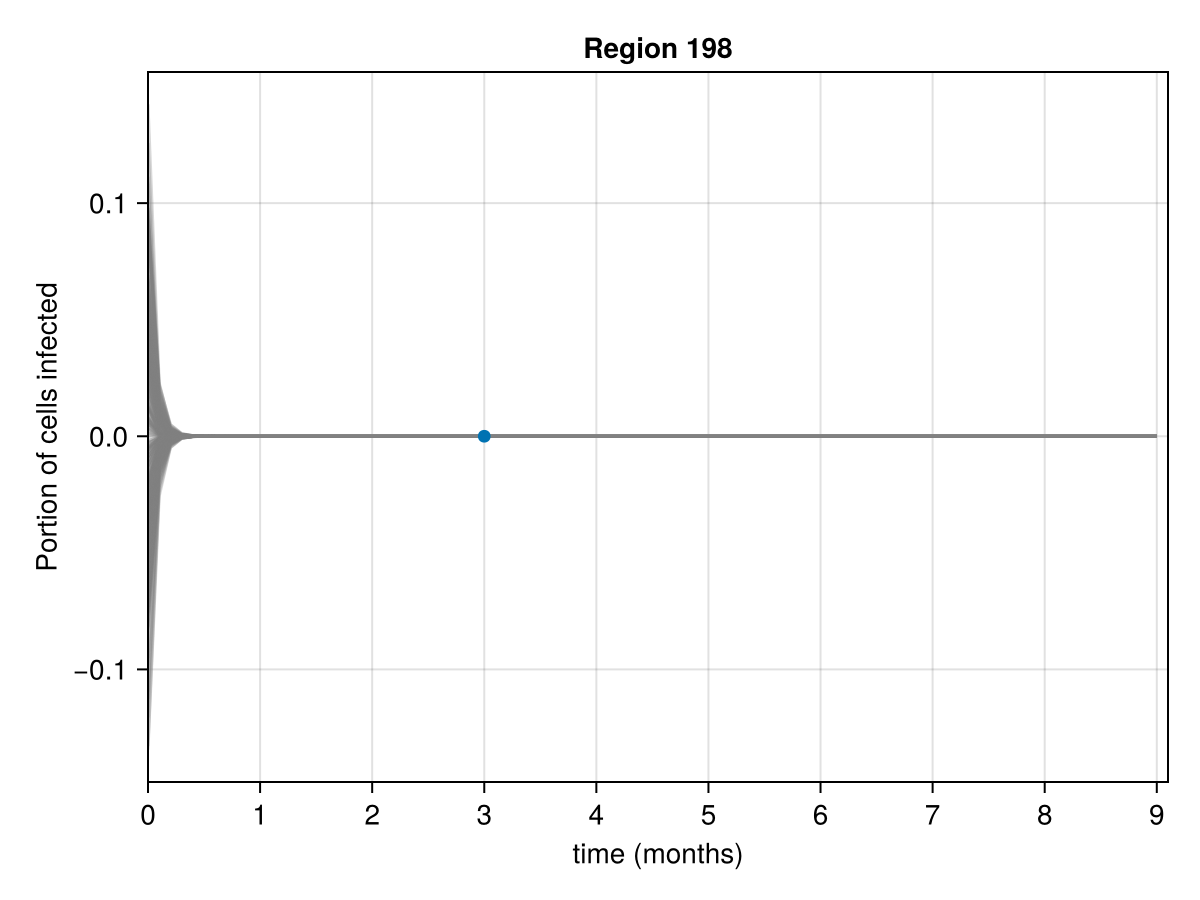 Region 198
Portion of cells infected
0.1
0.0
−0.1
0 1 2 3 4 5 6 7 8 9
time (months)